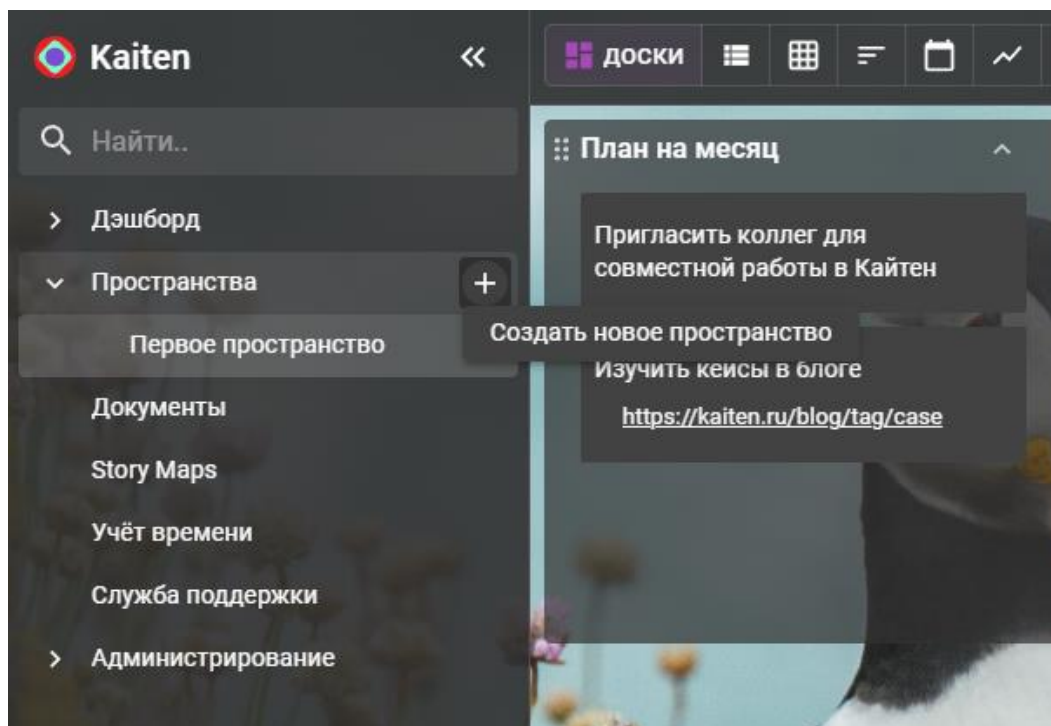 Kaiten
Найти..
Дэшборд
Пространства
Первое пространство
Документы
Story Maps
Учёт времени
Служба поддержки
Администрирование
доски
План на месяц
Пригласить коллег для
совместной работы в Кайтен
Создать новое пространство
Изучить кейсы в блоге
https://kaiten.ru/blog/tag/case